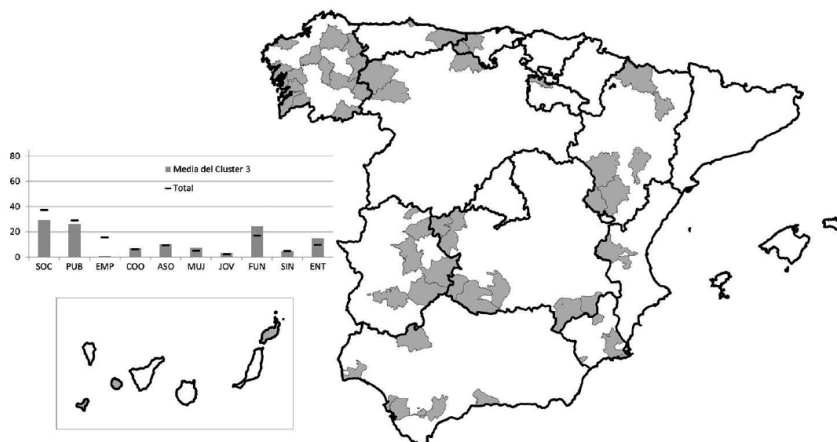 80
60
40
20
0
Media del Cluster 3
Total
SOC PUB EMP COO ASO MUJ JOV FUN SIN ENT